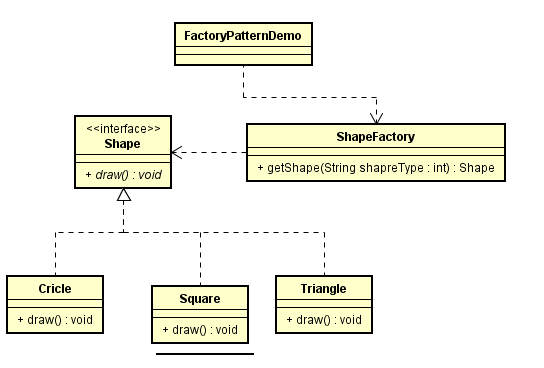 FactoryPatternDemo
<<interface>>
Shape
+ draw() : void
ShapeFactory
+ getShape(String shapreType : int) : Shape
Cricle
+ draw() : void
Square
+ draw() : void
Triangle
+ draw() : void